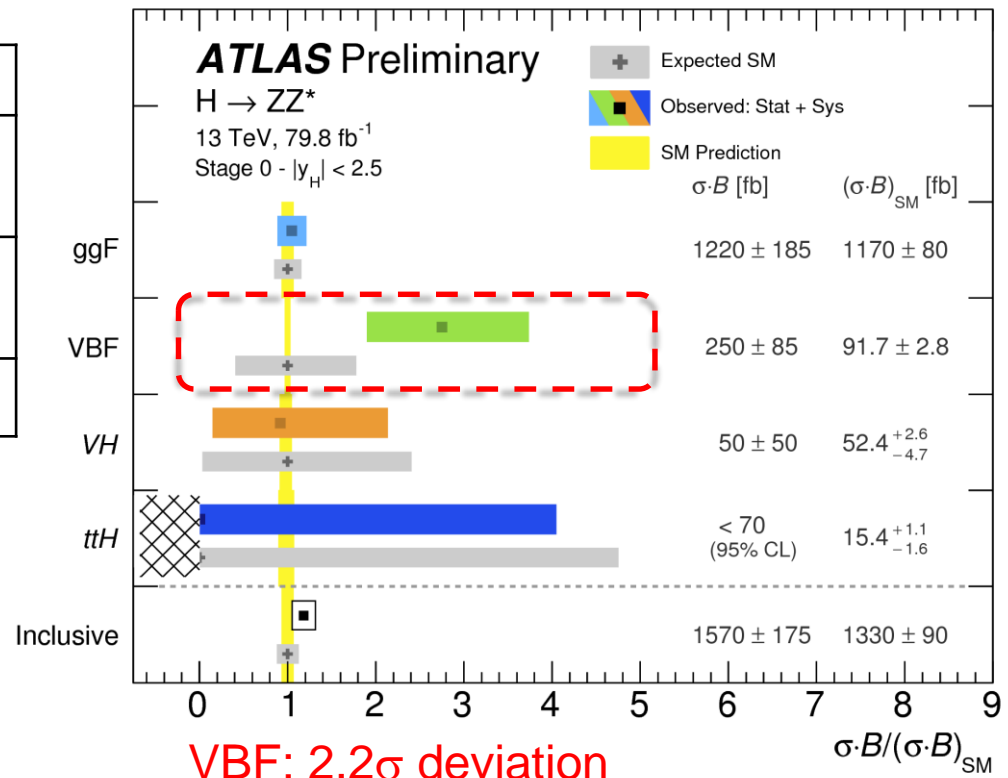 ATLAS Preliminary
H → ZZ*
13 TeV, 79.8 fb⁻¹
Stage 0 - |y_H| < 2.5
Expected SM
Observed: Stat + Sys
SM Prediction
σ·B [fb] (σ·B)_SM [fb]
ggF 1220 ± 185 1170 ± 80
VBF 250 ± 85 91.7 ± 2.8
VH 50 ± 50 52.4 +2.6 −4.7
ttH < 70 (95% CL) 15.4 +1.1 −1.6
Inclusive 1570 ± 175 1330 ± 90
0 1 2 3 4 5 6 7 8 9
σ·B/(σ·B)_SM
VBF: 2.2σ deviation